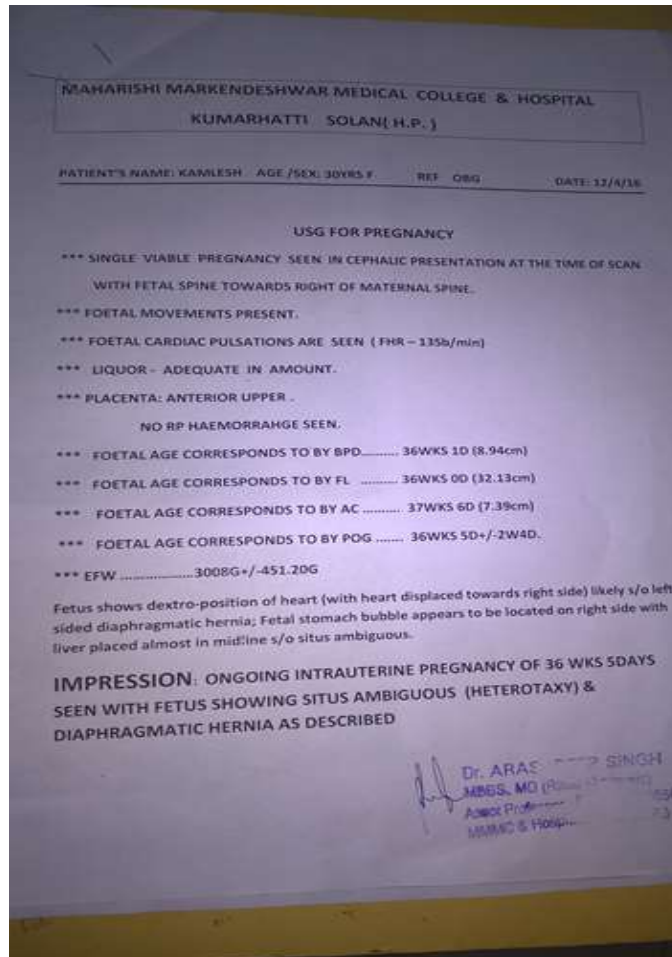 MAHARISHI MARKENDESHWAR MEDICAL COLLEGE & HOSPITAL
KUMARHATTI SOLAN( H.P. )
PATIENT'S NAME: KAMLESH AGE /SEX: 30YRS F REF OBG DATE: 12/4/16
USG FOR PREGNANCY
*** SINGLE VIABLE PREGNANCY SEEN IN CEPHALIC PRESENTATION AT THE TIME OF SCAN
WITH FETAL SPINE TOWARDS RIGHT OF MATERNAL SPINE.
*** FOETAL MOVEMENTS PRESENT.
*** FOETAL CARDIAC PULSATIONS ARE SEEN ( FHR – 135b/min)
*** LIQUOR - ADEQUATE IN AMOUNT.
*** PLACENTA: ANTERIOR UPPER .
NO RP HAEMORRAHGE SEEN.
*** FOETAL AGE CORRESPONDS TO BY BPD.......... 36WKS 1D (8.94cm)
*** FOETAL AGE CORRESPONDS TO BY FL .......... 36WKS 0D (32.13cm)
*** FOETAL AGE CORRESPONDS TO BY AC .......... 37WKS 6D (7.39cm)
*** FOETAL AGE CORRESPONDS TO BY POG ....... 36WKS 5D+/-2W4D.
*** EFW ....................3008G+/-451.20G
Fetus shows dextro-position of heart (with heart displaced towards right side) likely s/o left
sided diaphragmatic hernia; Fetal stomach bubble appears to be located on right side with
liver placed almost in midline s/o situs ambiguous.
IMPRESSION: ONGOING INTRAUTERINE PREGNANCY OF 36 WKS 5DAYS
SEEN WITH FETUS SHOWING SITUS AMBIGUOUS (HETEROTAXY) &
DIAPHRAGMATIC HERNIA AS DESCRIBED
Dr. ARAS SINGH
MBBS, MD
MMMC & Hosp